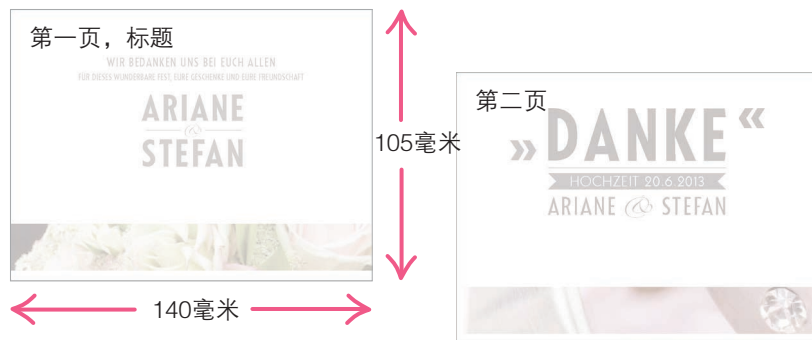 第一页，标题
WIR BEDANKEN UNS BEI EUCH ALLEN
FÜR DIESES WUNDERBARE FEST, EURE GESCHENKE UND EURE FREUNDSCHAFT
ARIANE
&
STEFAN
105毫米
140毫米
第二页
»DANKE«
HOCHZEIT 20.6.2013
ARIANE & STEFAN